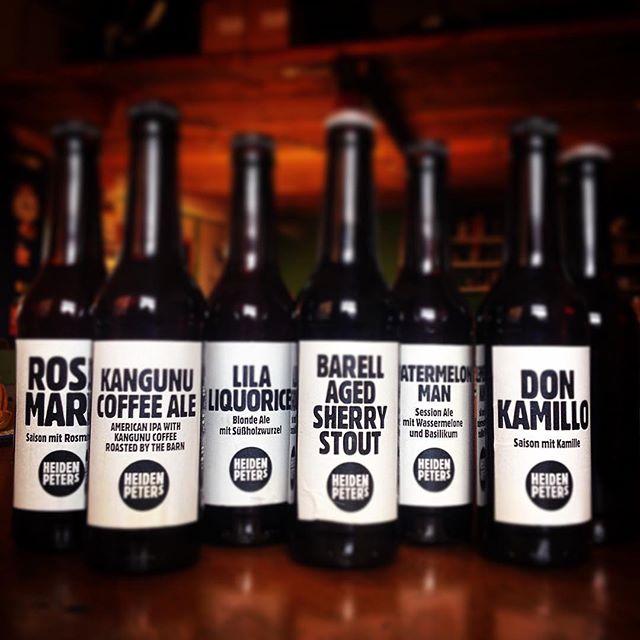 ROS
MAR
Saison mit Rosm
HEIDEN
PETERS
KANGUNU
COFFEE ALE
AMERICAN IPA WITH
KANGUNU COFFEE
ROASTED BY THE BARN
HEIDEN
PETERS
LILA
LIQUORICE
Blonde Ale
mit Süßholzwurzel
HEIDEN
PETERS
BARELL
AGED
SHERRY
STOUT
HEIDEN
PETERS
ATERMELON
MAN
Session Ale
mit Wassermelone
und Basilikum
HEIDEN
PETERS
DON
KAMILLO
Saison mit Kamille
HEIDEN
PETERS